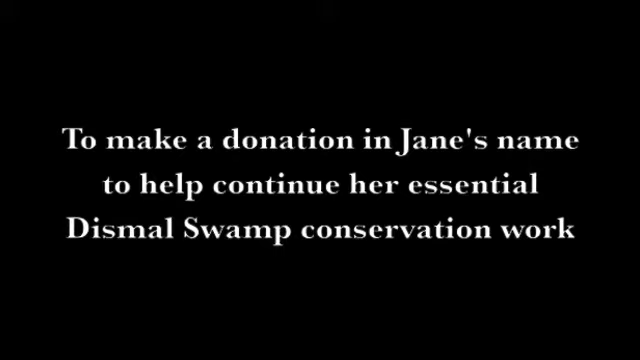 To make a donation in Jane's name
to help continue her essential
Dismal Swamp conservation work